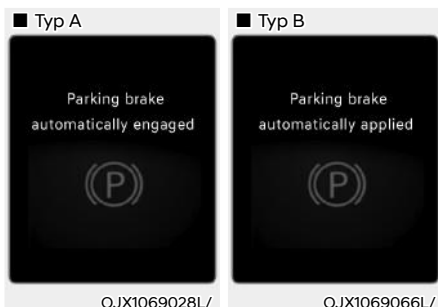 ■ Typ A
Parking brake
automatically engaged
P
OJX1069028L/
■ Typ B
Parking brake
automatically applied
P
OJX1069066L/